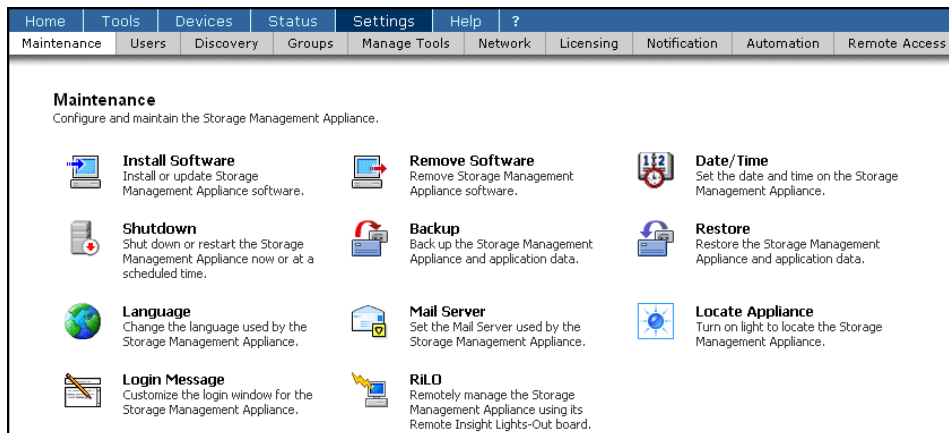 Home Tools Devices Status Settings Help ?
Maintenance Users Discovery Groups Manage Tools Network Licensing Notification Automation Remote Access
Maintenance
Configure and maintain the Storage Management Appliance.
Install Software
Install or update Storage
Management Appliance software.
Remove Software
Remove Storage Management
Appliance software.
Date/Time
Set the date and time on the Storage
Management Appliance.
Shutdown
Shut down or restart the Storage
Management Appliance now or at a
scheduled time.
Backup
Back up the Storage Management
Appliance and application data.
Restore
Restore the Storage Management
Appliance and application data.
Language
Change the language used by the
Storage Management Appliance.
Mail Server
Set the Mail Server used by the
Storage Management Appliance.
Locate Appliance
Turn on light to locate the Storage
Management Appliance.
Login Message
Customize the login window for the
Storage Management Appliance.
RiLO
Remotely manage the Storage
Management Appliance using its
Remote Insight Lights-Out board.